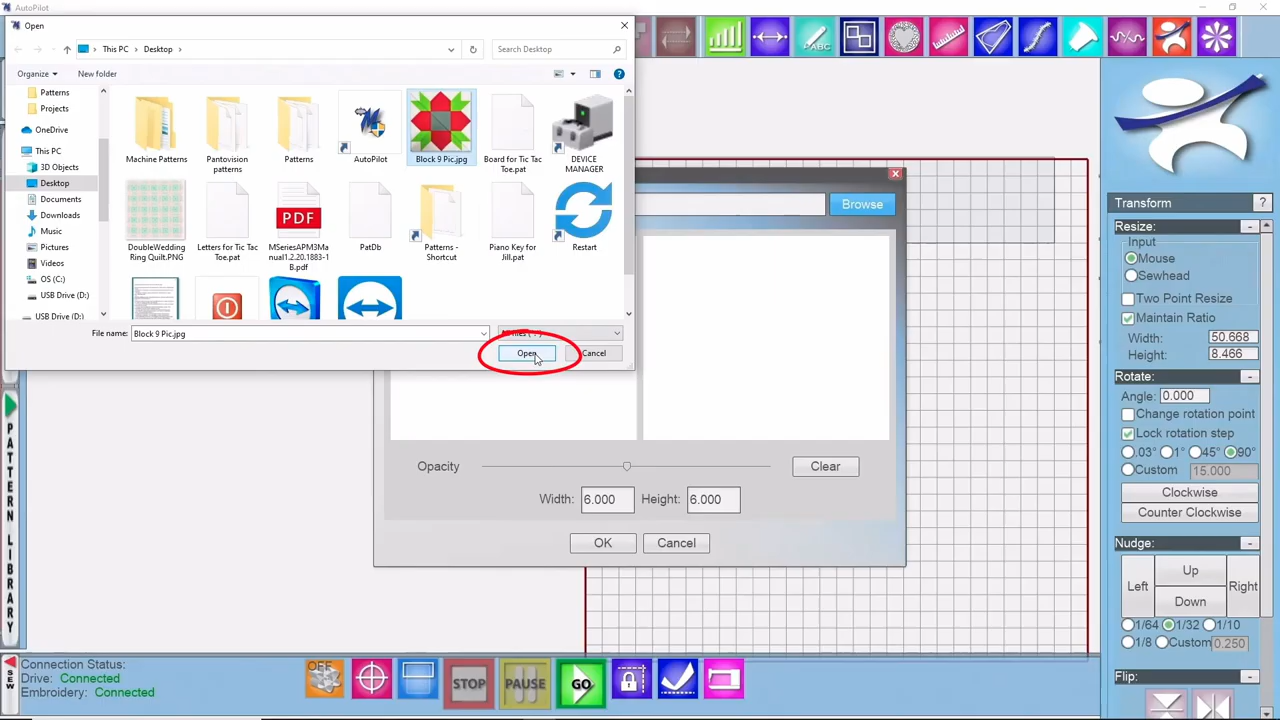 AutoPilot
Open
This PC
Desktop
Search Desktop
Organize
New folder
Patterns
Projects
OneDrive
This PC
3D Objects
Desktop
Documents
Downloads
Music
Pictures
Videos
OS (C:)
USB Drive (D:)
USB Drive (D:)
Machine Patterns
Pantovision patterns
Patterns
AutoPilot
Block 9 Pic.jpg
Board for Tic Tac Toe.pat
DEVICE MANAGER
DoubleWedding Ring Quilt.PNG
Letters for Tic Tac Toe.pat
PDF
MSeriesAPM3Manual1.2.20.1883-1B.pdf
PatDb
Patterns - Shortcut
Piano Key for Jill.pat
Restart
File name:
Block 9 Pic.jpg
Open
Cancel
ABC
Browse
Opacity
Clear
Width: 6.000 Height: 6.000
OK
Cancel
Transform ?
Resize: -
Input
Mouse
Sewhead
Two Point Resize
Maintain Ratio
Width: 50.668
Height: 8.466
Rotate: -
Angle: 0.000
Change rotation point
Lock rotation step
.03° 1° 45° 90°
Custom 15.000
Clockwise
Counter Clockwise
Nudge: -
Left
Up
Down
Right
1/64 1/32 1/10
1/8 Custom 0.250
Flip: -
PATTERN LIBRARY
SEW
Connection Status:
Drive: Connected
Embroidery: Connected
OFF
STOP
PAUSE
GO